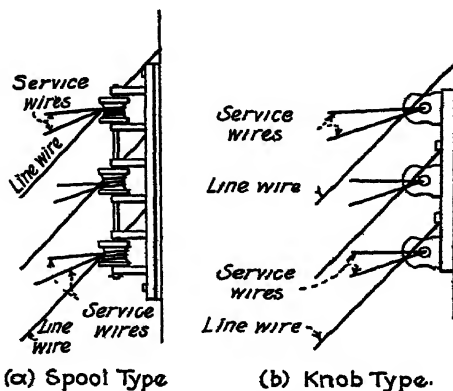 Service
wires
Line wire
Service
wires
Line
wire
(a) Spool Type
Service
wires
Line wire
Service
wires
Line wire
(b) Knob Type.